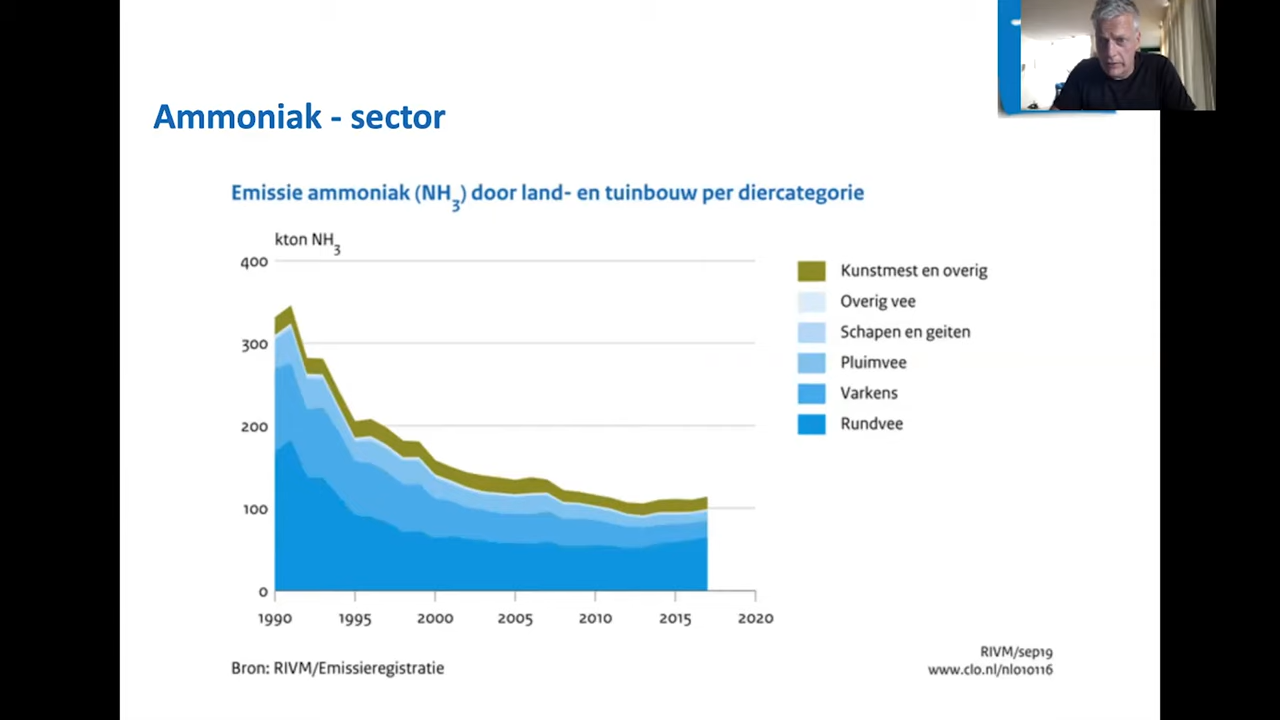 Ammoniak - sector
Emissie ammoniak (NH3) door land- en tuinbouw per diercategorie
kton NH3
400
300
200
100
0
1990 1995 2000 2005 2010 2015 2020
Kunstmest en overig
Overig vee
Schapen en geiten
Pluimvee
Varkens
Rundvee
Bron: RIVM/Emissieregistratie
RIVM/sep19
www.clo.nl/nl010116